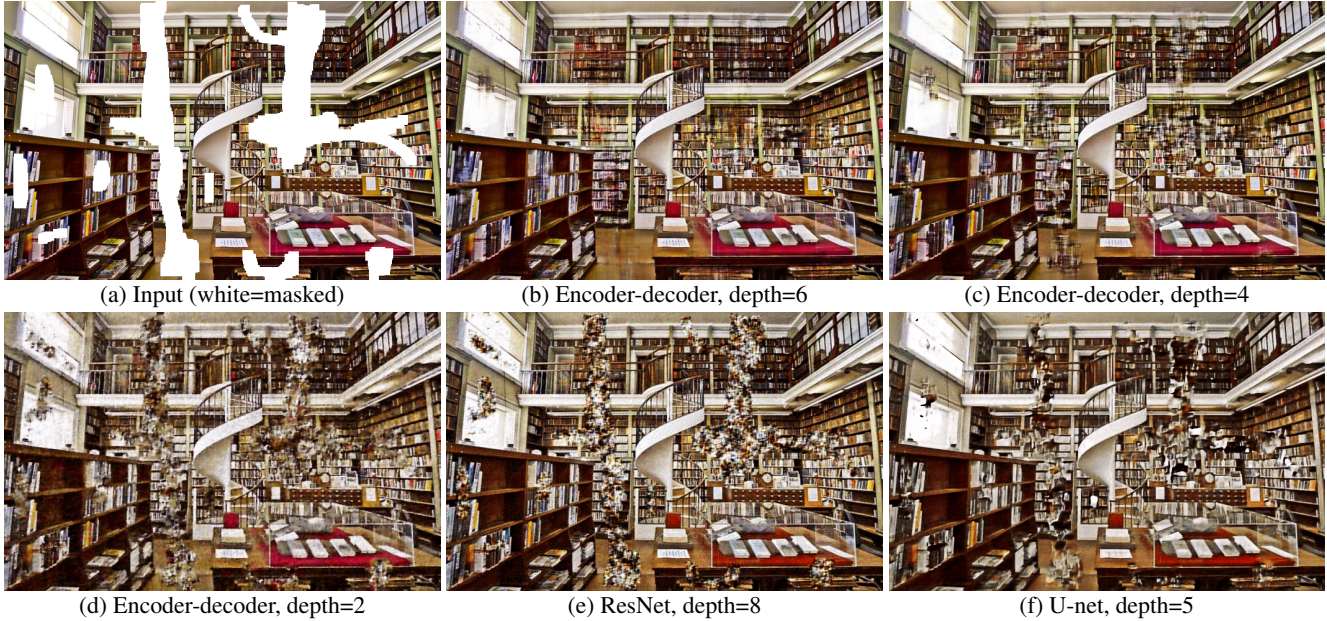 (a) Input (white=masked)
(b) Encoder-decoder, depth=6
(c) Encoder-decoder, depth=4
(d) Encoder-decoder, depth=2
(e) ResNet, depth=8
(f) U-net, depth=5